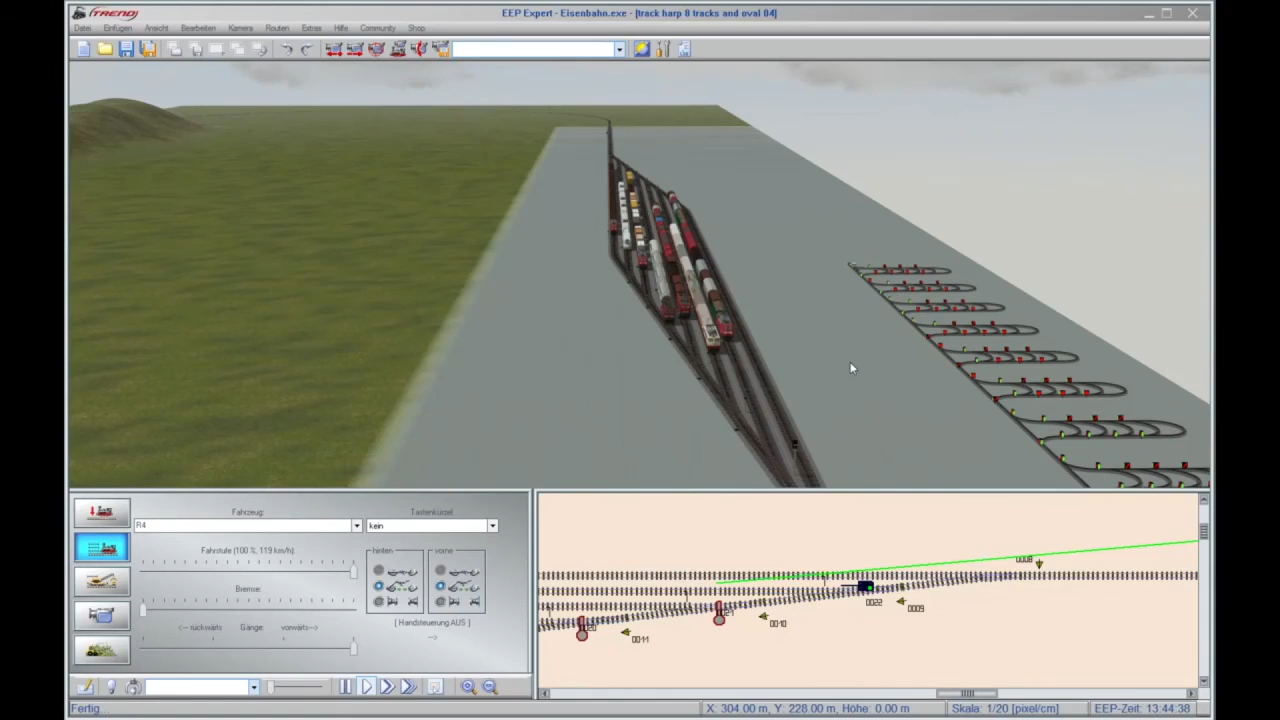 TREND
EEP Expert - Eisenbahn.exe - [track harp 8 tracks and oval 04]
Datei Einfügen Ansicht Bearbeiten Kamera Routen Extras Hilfe Community Shop
Fahrzeug: Tastenkürzel
R4 kein
Fahrstufe (100 %, 119 km/h): hinten vorne
Bremse:
<-- rückwärts Gänge: vorwärts-->
[ Handsteuerung AUS ]
-->
0008
0022 0009
0010
0011
Fertig... X: 304.00 m, Y: 228.00 m, Höhe: 0.00 m Skala: 1/20 [pixel/cm] EEP-Zeit: 13:44:38